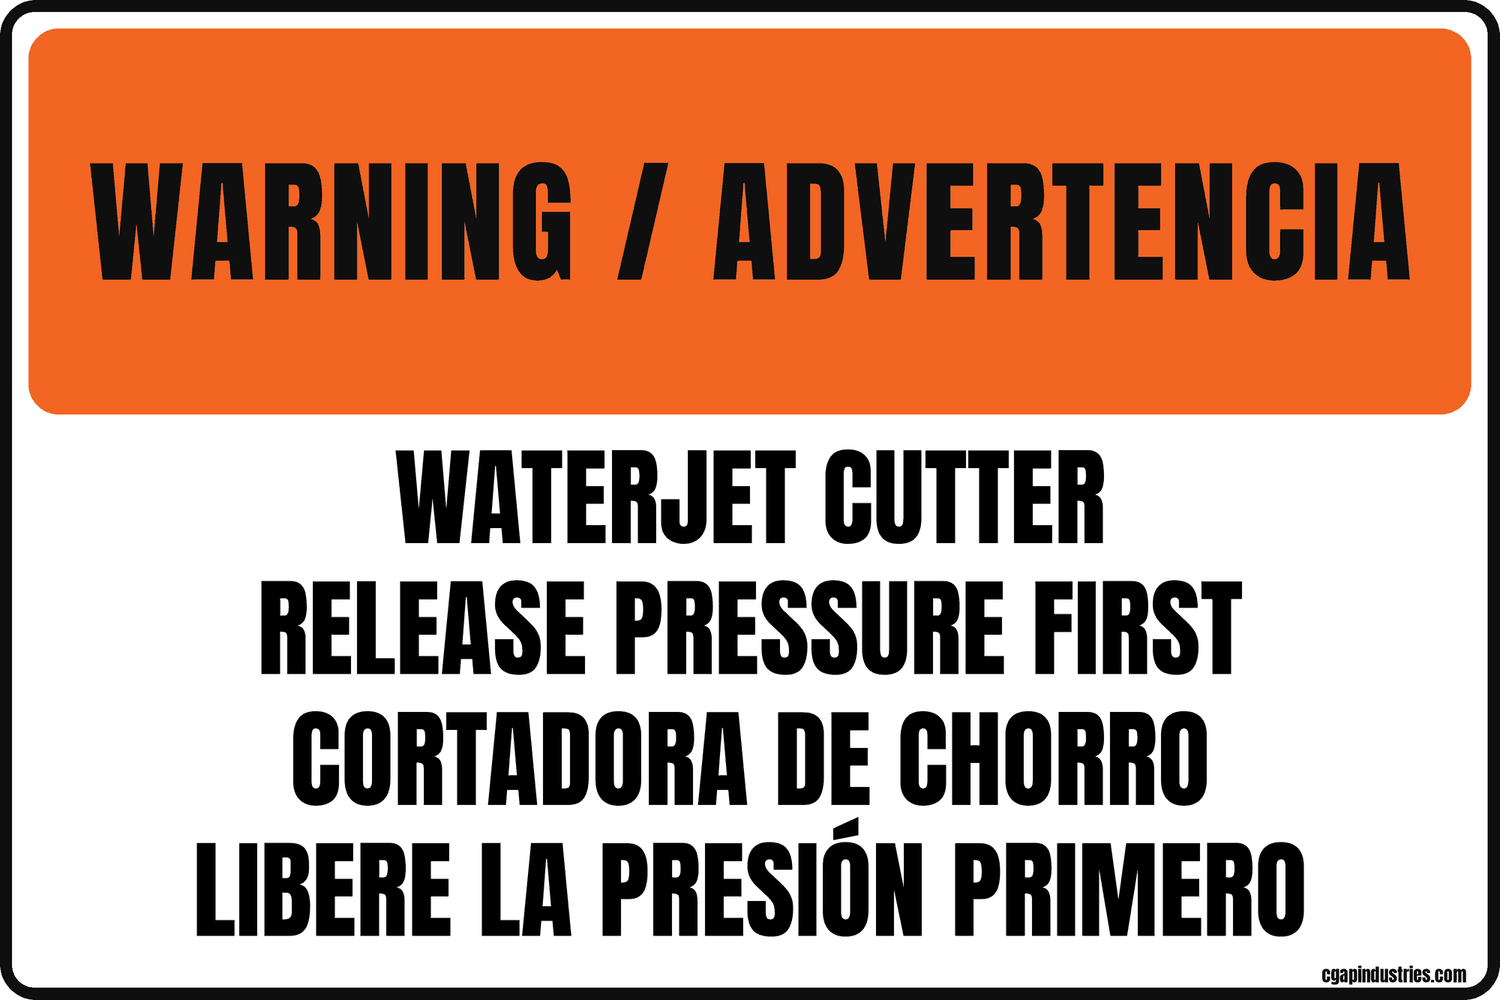 WARNING / ADVERTENCIA
WATERJET CUTTER
RELEASE PRESSURE FIRST
CORTADORA DE CHORRO
LIBERE LA PRESIÓN PRIMERO
cgapindustries.com